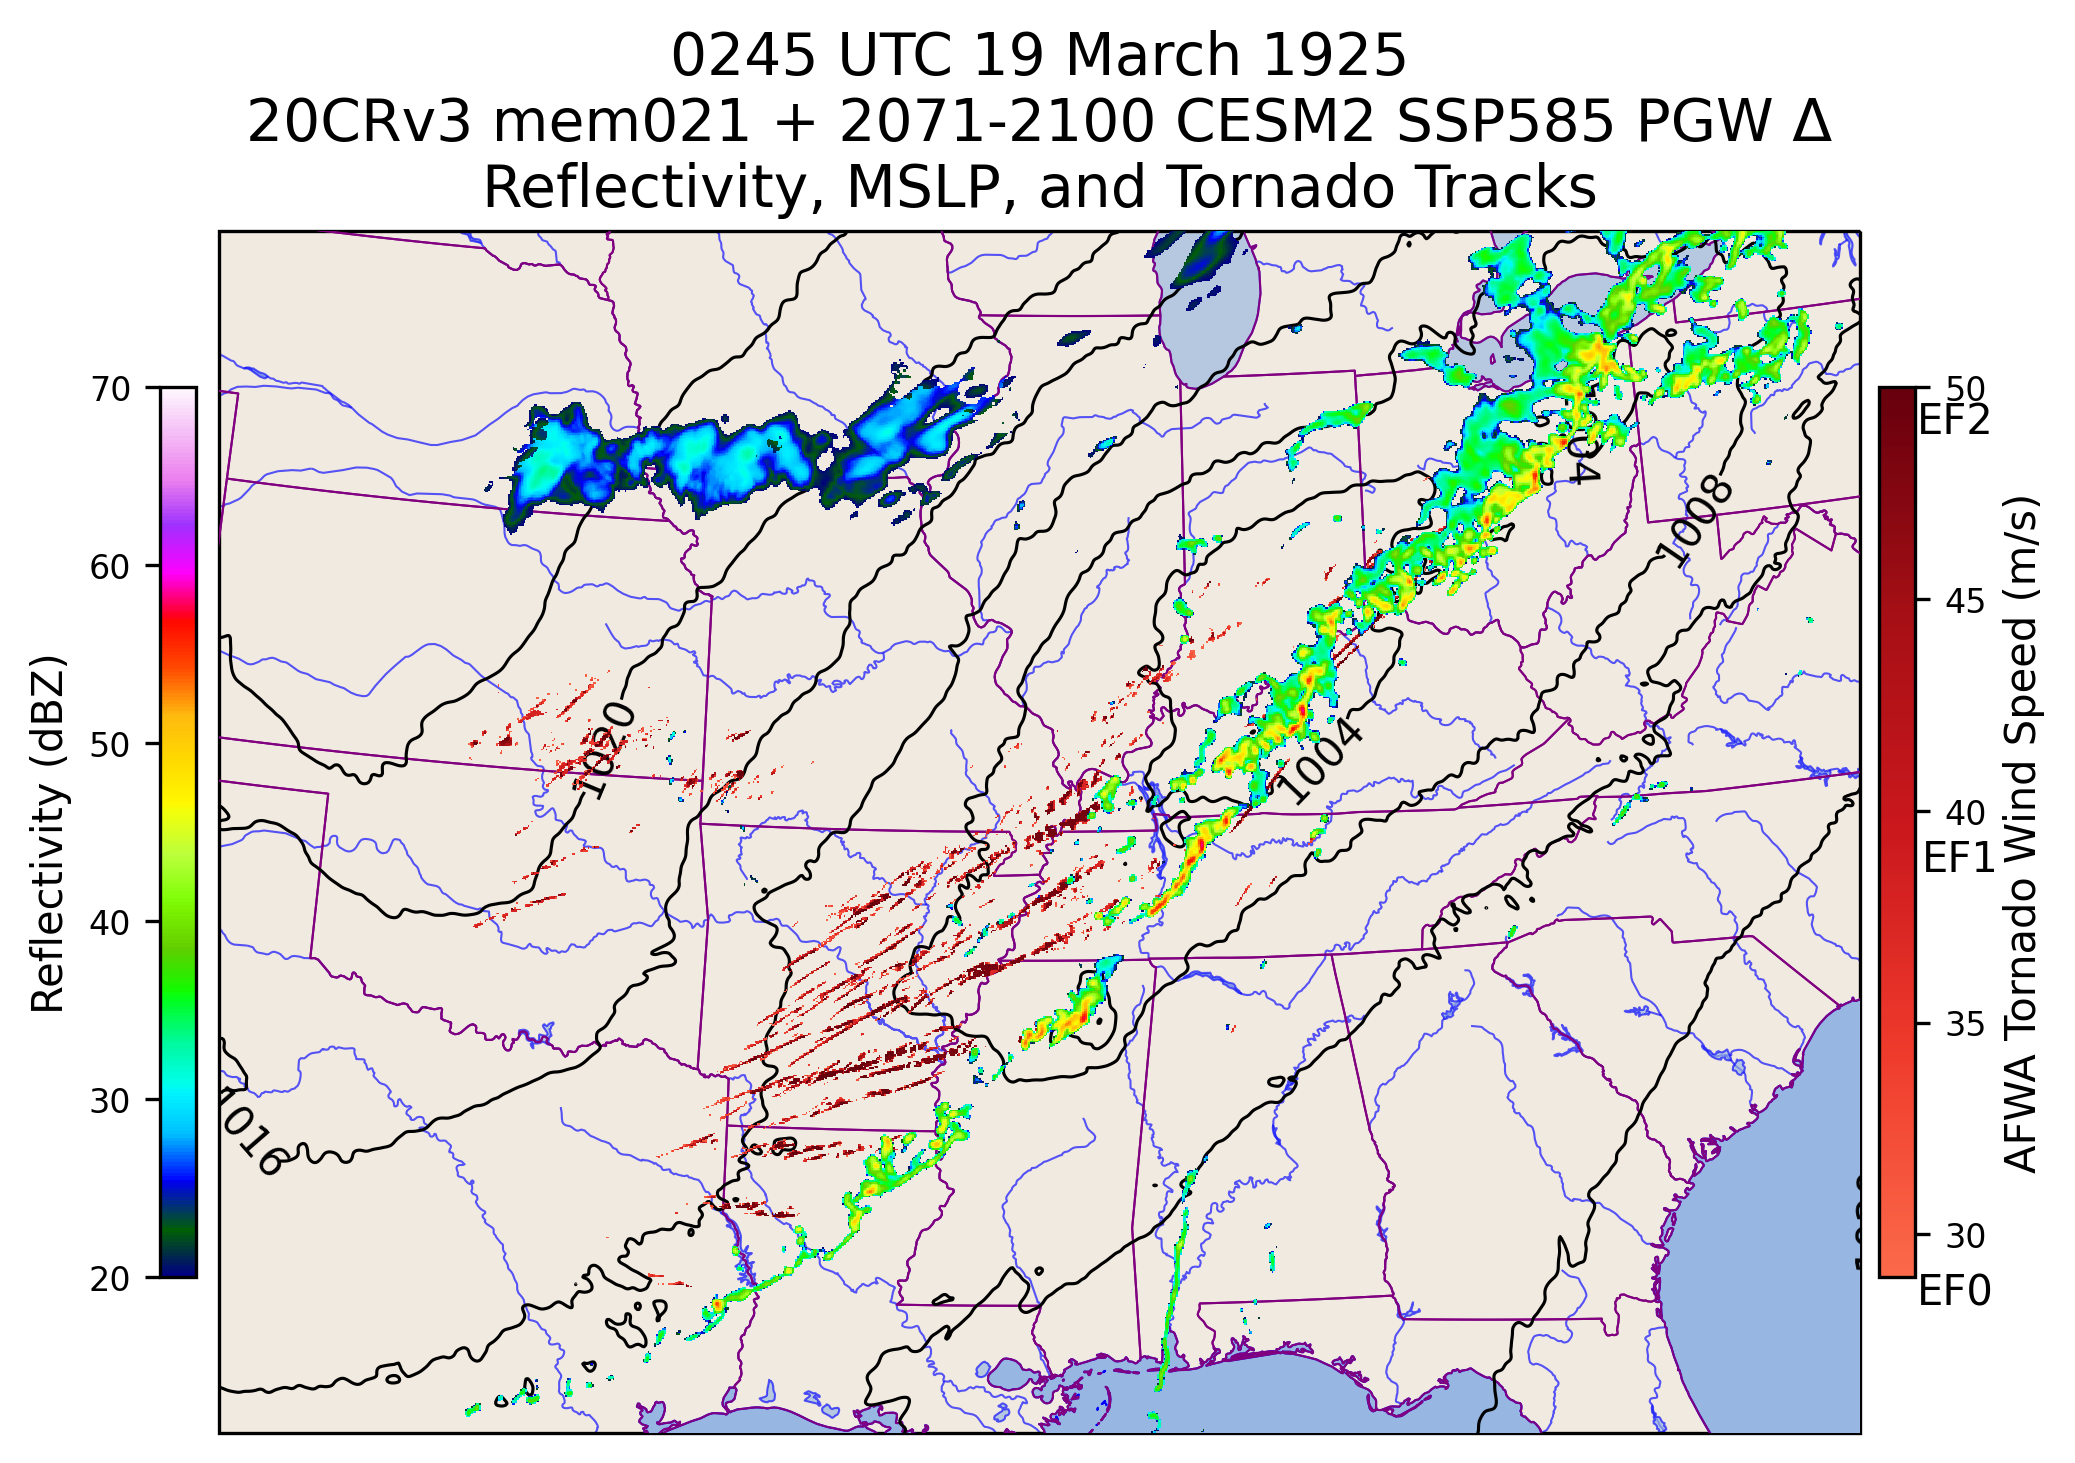 0245 UTC 19 March 1925
20CRv3 mem021 + 2071-2100 CESM2 SSP585 PGW Δ
Reflectivity, MSLP, and Tornado Tracks
Reflectivity (dBZ)
70
60
50
40
30
20
1020
1016
1004
1008
04
50
EF2
45
40
EF1
35
30
EF0
AFWA Tornado Wind Speed (m/s)